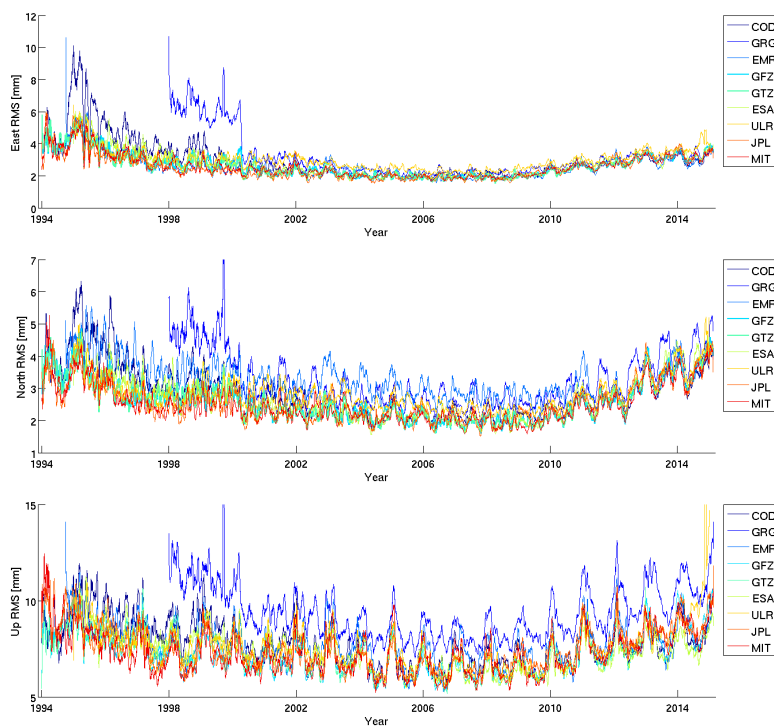 12
10
8
6
4
2
0
East RMS [mm]
1994
1998
2002
2006
2010
2014
Year
COD
GRG
EMF
GFZ
GTZ
ESA
ULR
JPL
MIT
7
6
5
4
3
2
1
North RMS [mm]
1994
1998
2002
2006
2010
2014
Year
COD
GRG
EMF
GFZ
GTZ
ESA
ULR
JPL
MIT
15
10
5
Up RMS [mm]
1994
1998
2002
2006
2010
2014
Year
COD
GRG
EMF
GFZ
GTZ
ESA
ULR
JPL
MIT